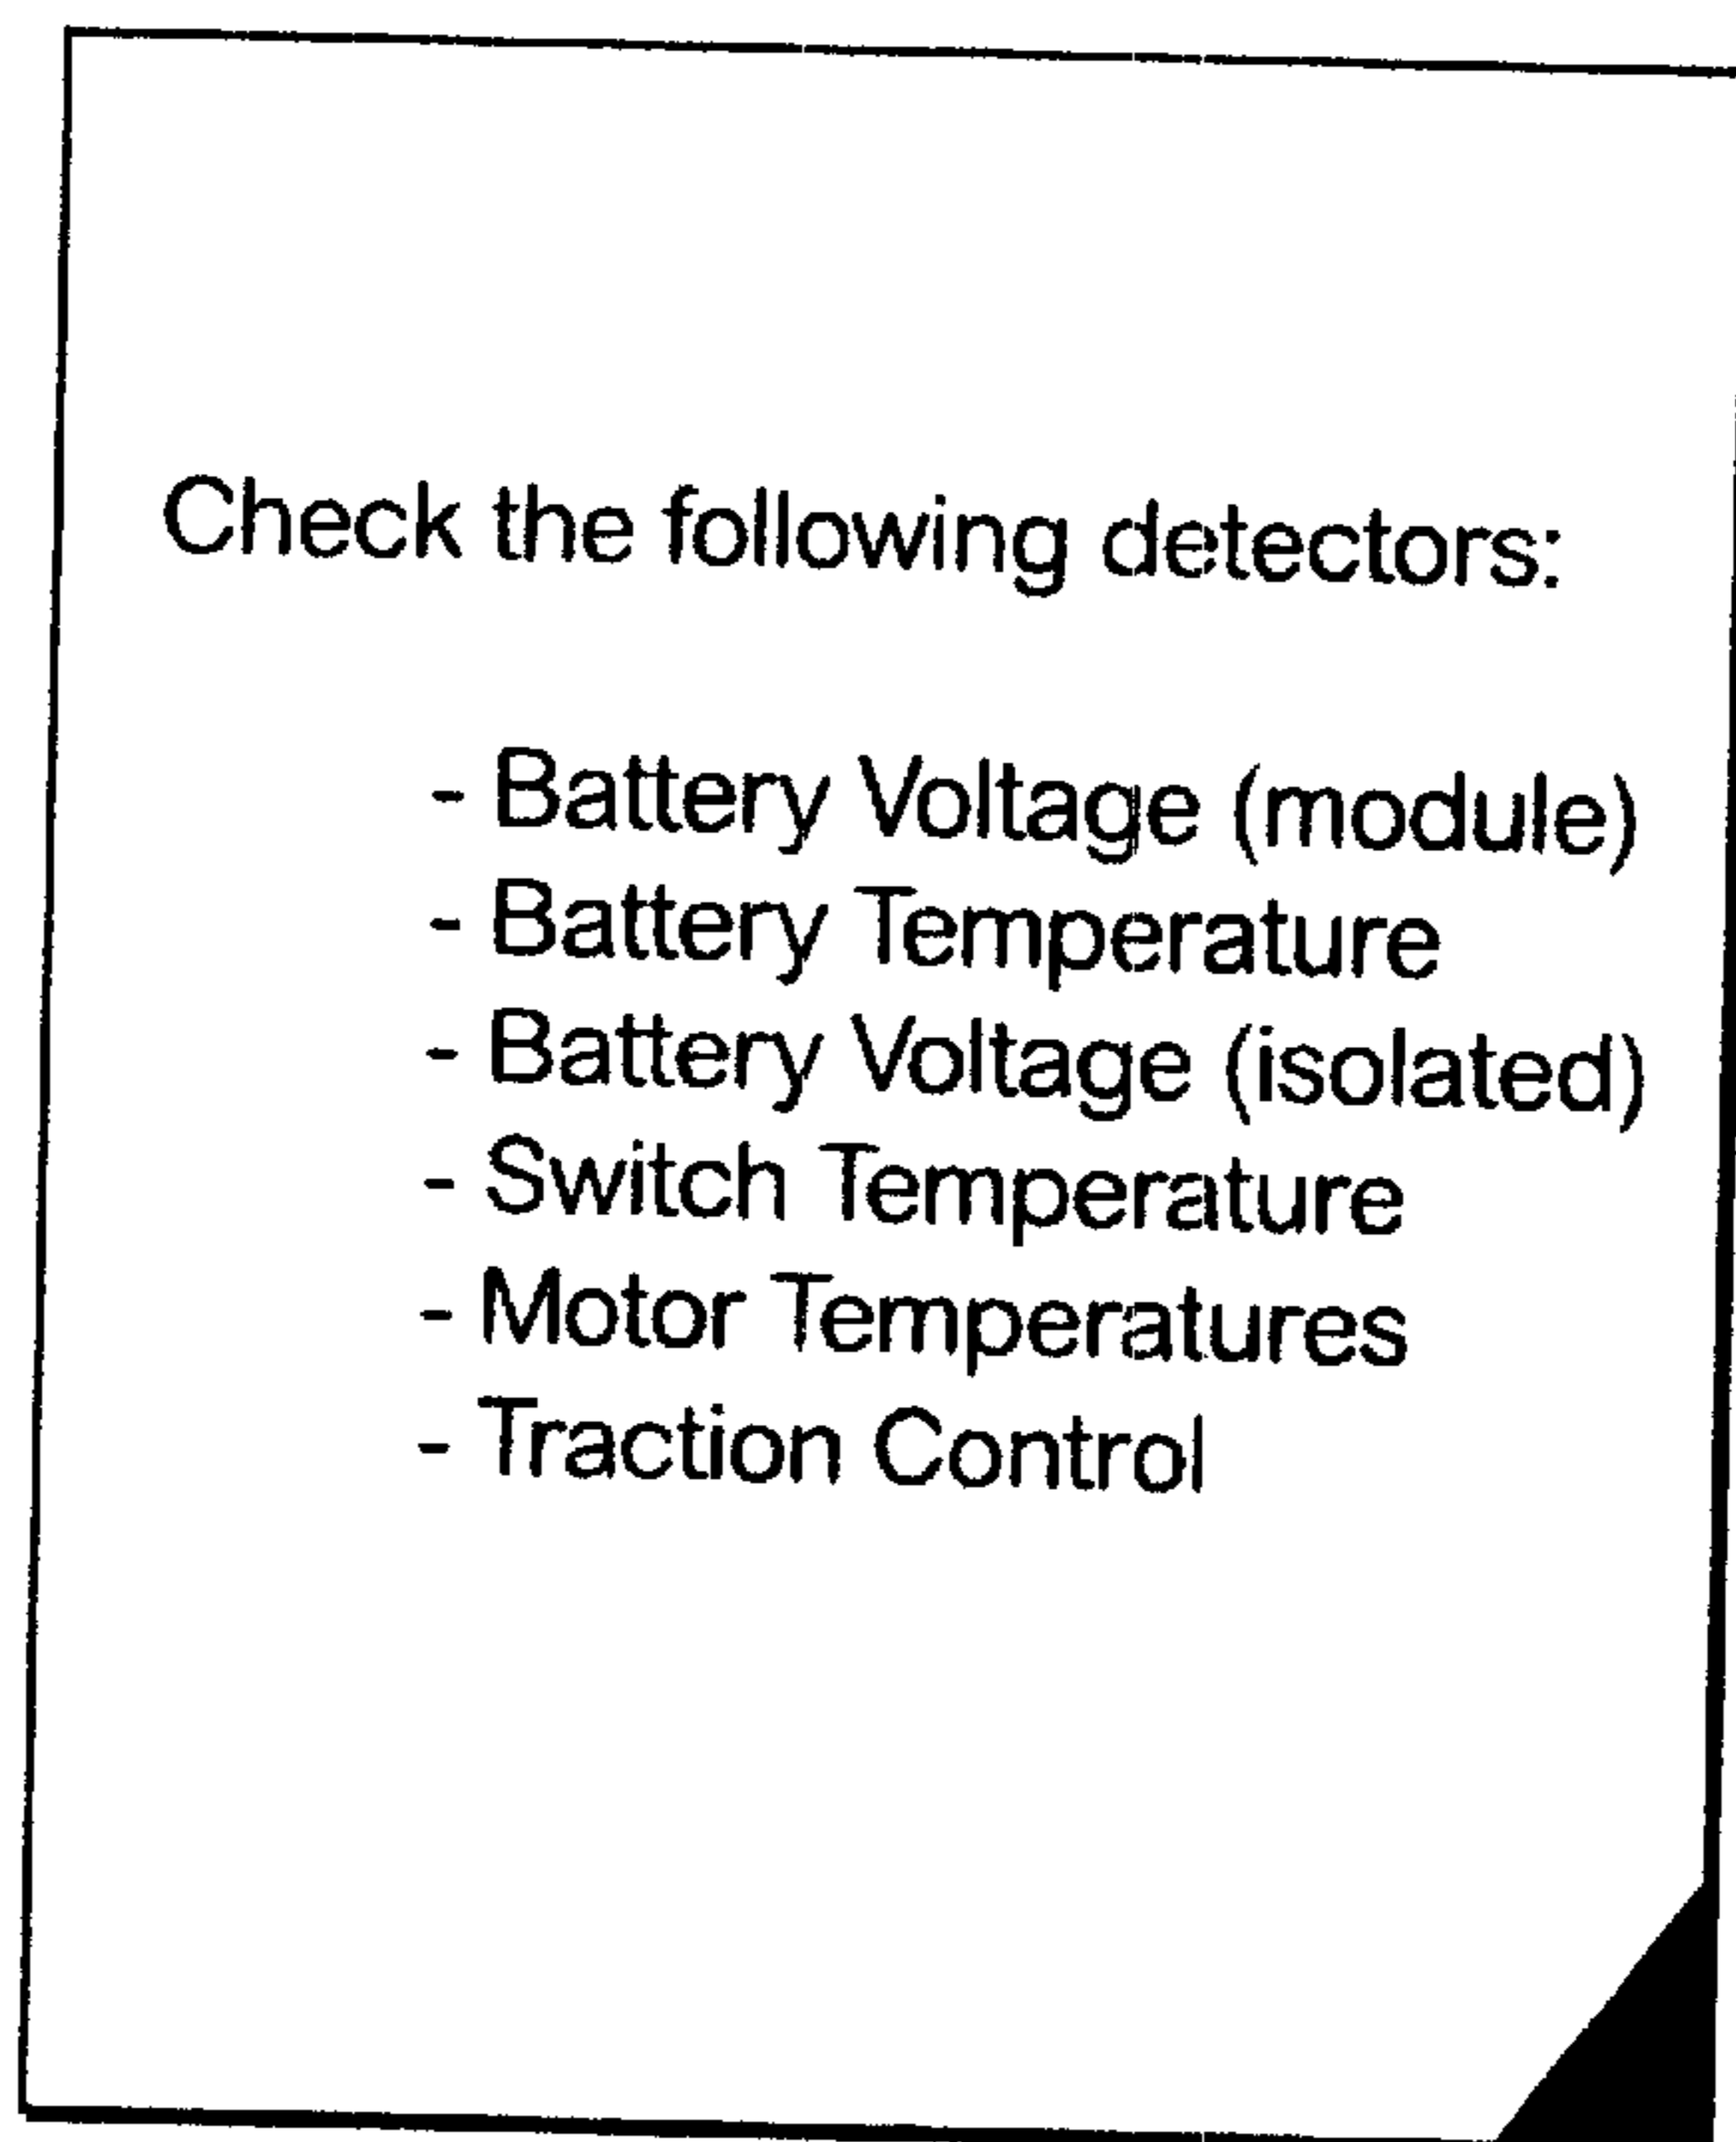 Check the following detectors:
- Battery Voltage (module)
- Battery Temperature
- Battery Voltage (isolated)
- Switch Temperature
- Motor Temperatures
- Traction Control